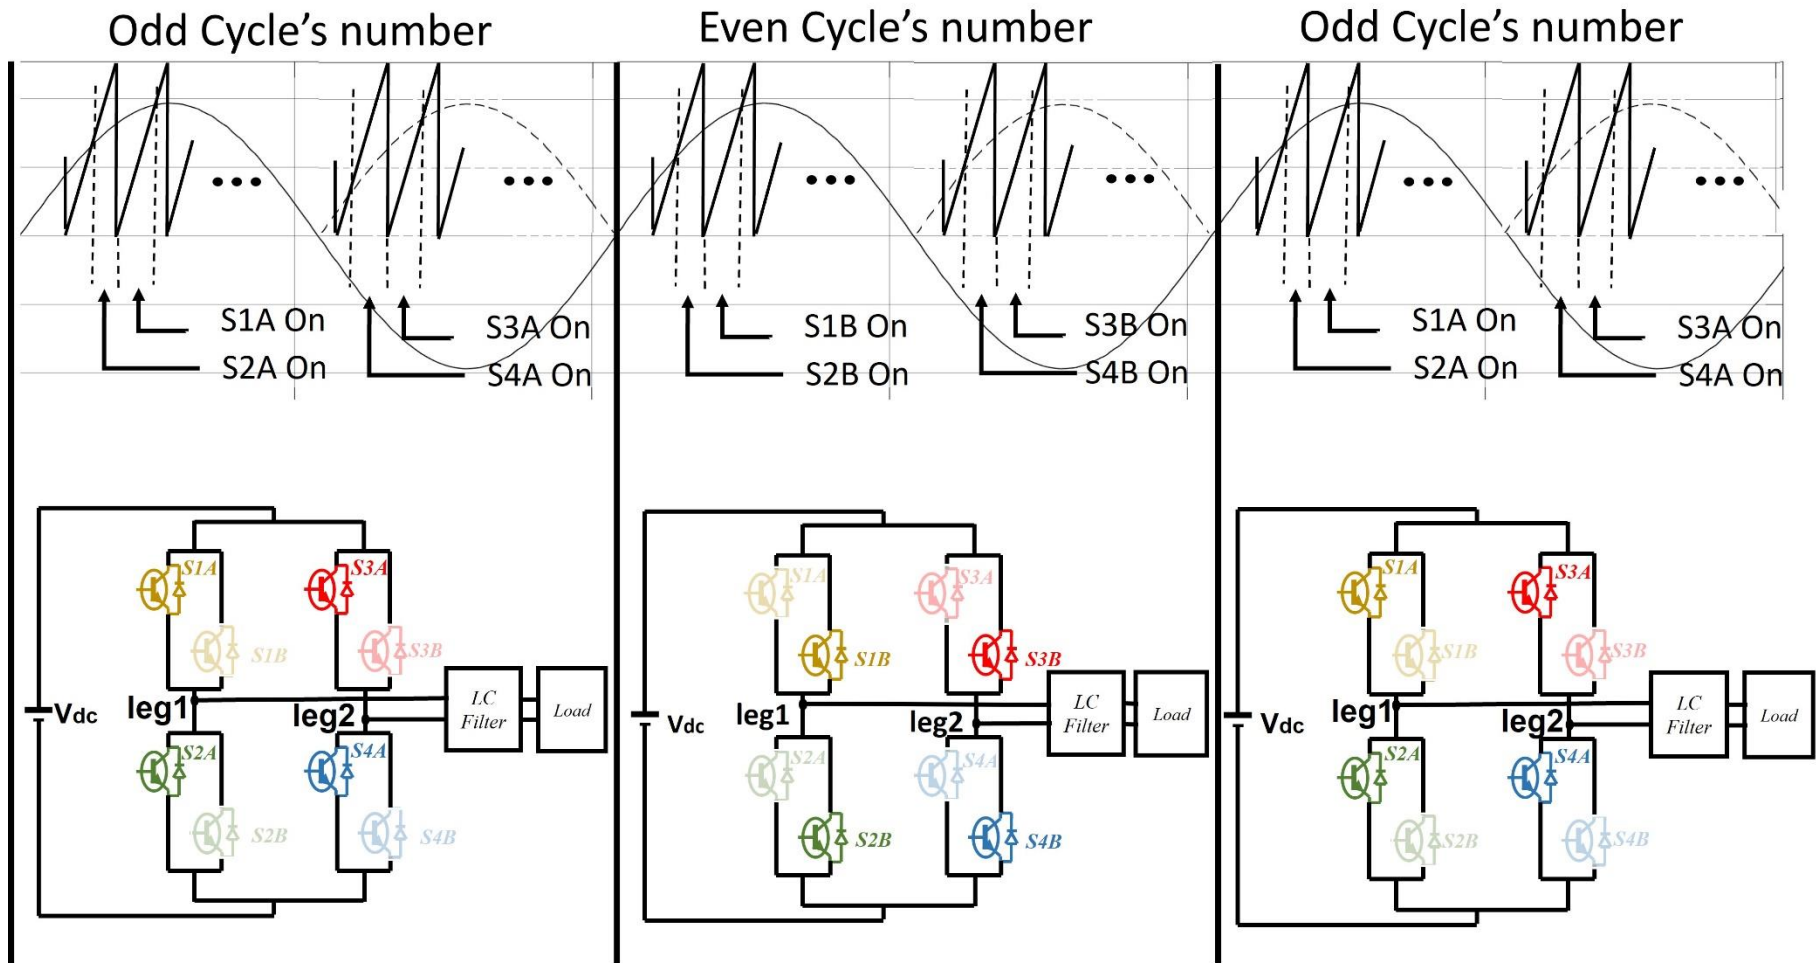 Odd Cycle's number
Even Cycle's number
Odd Cycle's number
S1A On
S2A On
S3A On
S4A On
S1B On
S2B On
S3B On
S4B On
S1A On
S2A On
S3A On
S4A On
S1A
S3A
S1B
S3B
Vdc
leg1
leg2
LC
Filter
Load
S2A
S4A
S2B
S4B
S1A
S3A
S1B
S3B
Vdc
leg1
leg2
LC
Filter
Load
S2A
S4A
S2B
S4B
S1A
S3A
S1B
S3B
Vdc
leg1
leg2
LC
Filter
Load
S2A
S4A
S2B
S4B